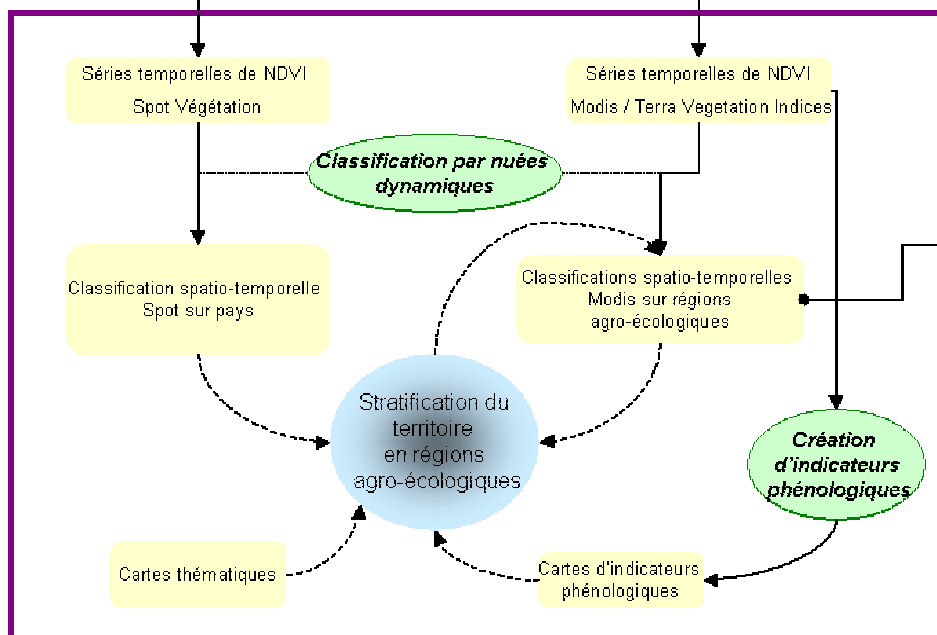 Séries temporelles de NDVI
Spot Végétation
Séries temporelles de NDVI
Modis / Terra Vegetation Indices
Classification par nuées
dynamiques
Classification spatio-temporelle
Spot sur pays
Classifications spatio-temporelles
Modis sur régions
agro-écologiques
Stratification du
territoire
en régions
agro-écologiques
Création
d'indicateurs
phénologiques
Cartes thématiques
Cartes d'indicateurs
phénologiques